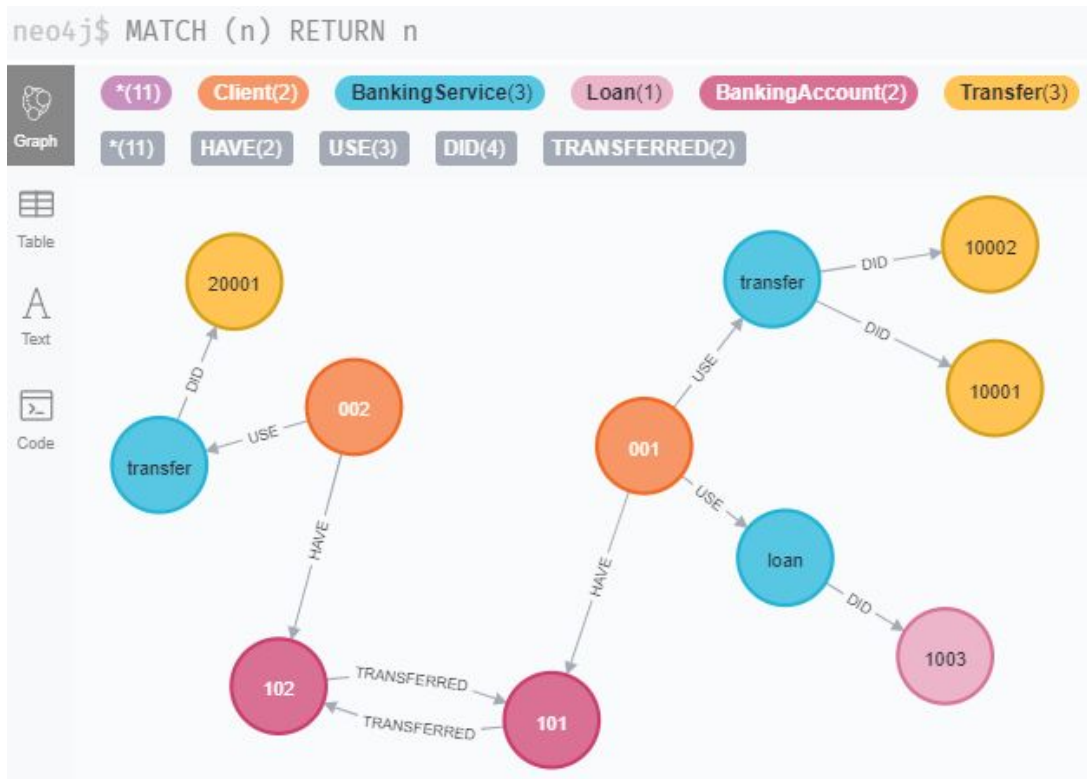 neo4j$ MATCH (n) RETURN n
*(11) Client(2) BankingService(3) Loan(1) BankingAccount(2) Transfer(3)
Graph
*(11) HAVE(2) USE(3) DID(4) TRANSFERRED(2)
Table
Text
Code
20001
DID
002
USE
transfer
HAVE
102
TRANSFERRED
TRANSFERRED
101
HAVE
001
USE
transfer
DID
10002
DID
10001
USE
loan
DID
1003